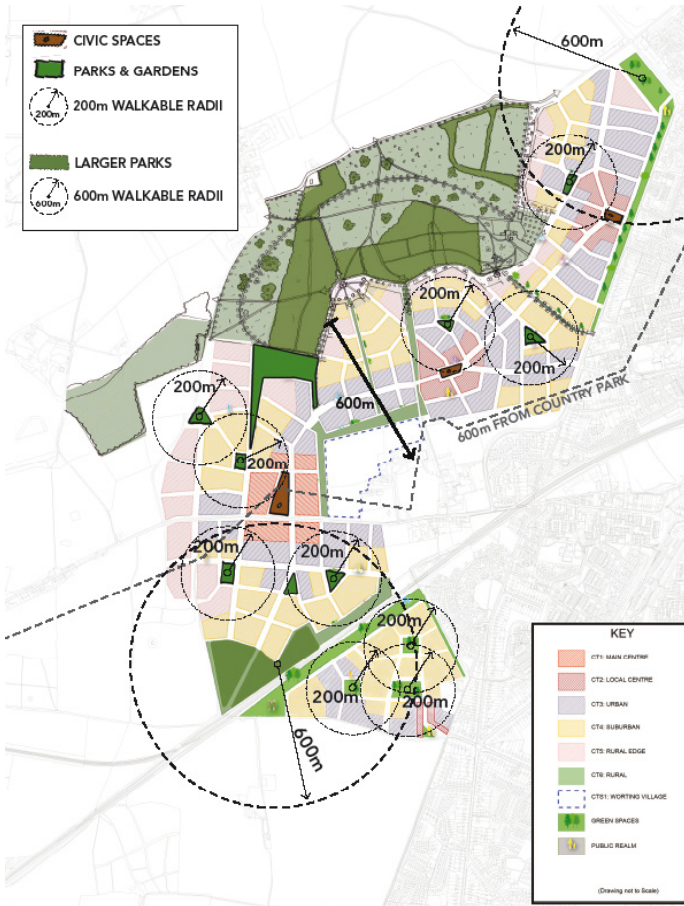 CIVIC SPACES
PARKS & GARDENS
200m
200m WALKABLE RADII
LARGER PARKS
600m
600m WALKABLE RADII
600m
200m
200m
200m
600m
600m FROM COUNTRY PARK
200m
200m
200m
200m
200m
200m
200m
600m
KEY
CT1: MAIN CENTRE
CT2: LOCAL CENTRE
CT3: URBAN
CT4: SUBURBAN
CT5: RURAL EDGE
CT6: RURAL
CTS1: WORTING VILLAGE
GREEN SPACES
PUBLIC REALM
(Drawing not to Scale)